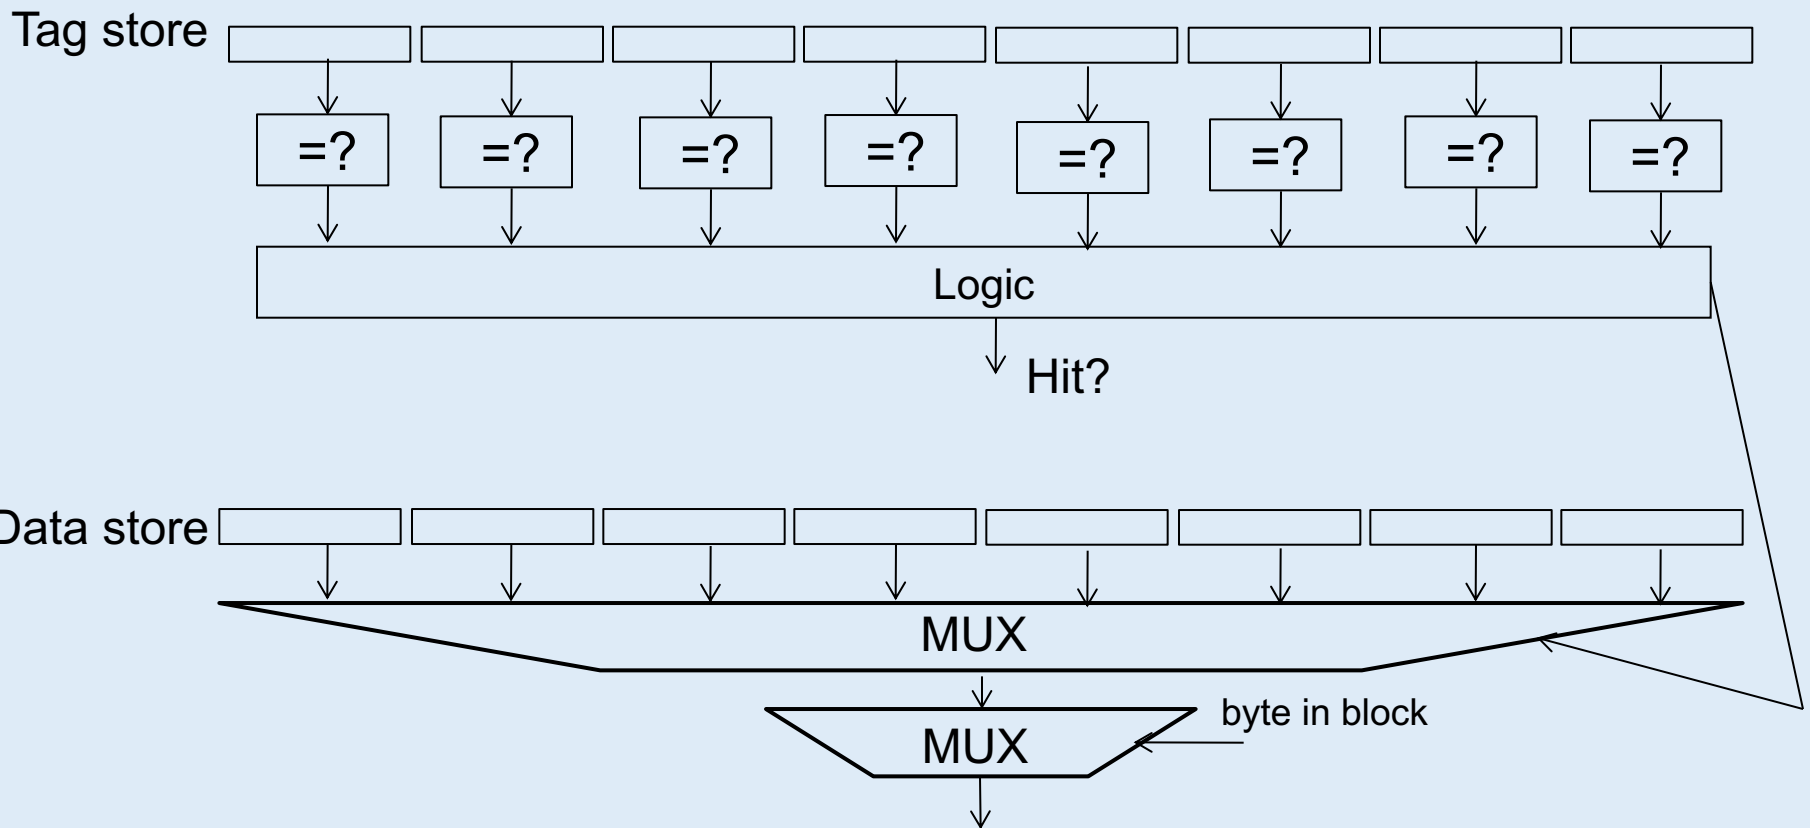 Tag store
=? =? =? =? =? =? =? =?
Logic
Hit?
Data store
MUX
byte in block
MUX